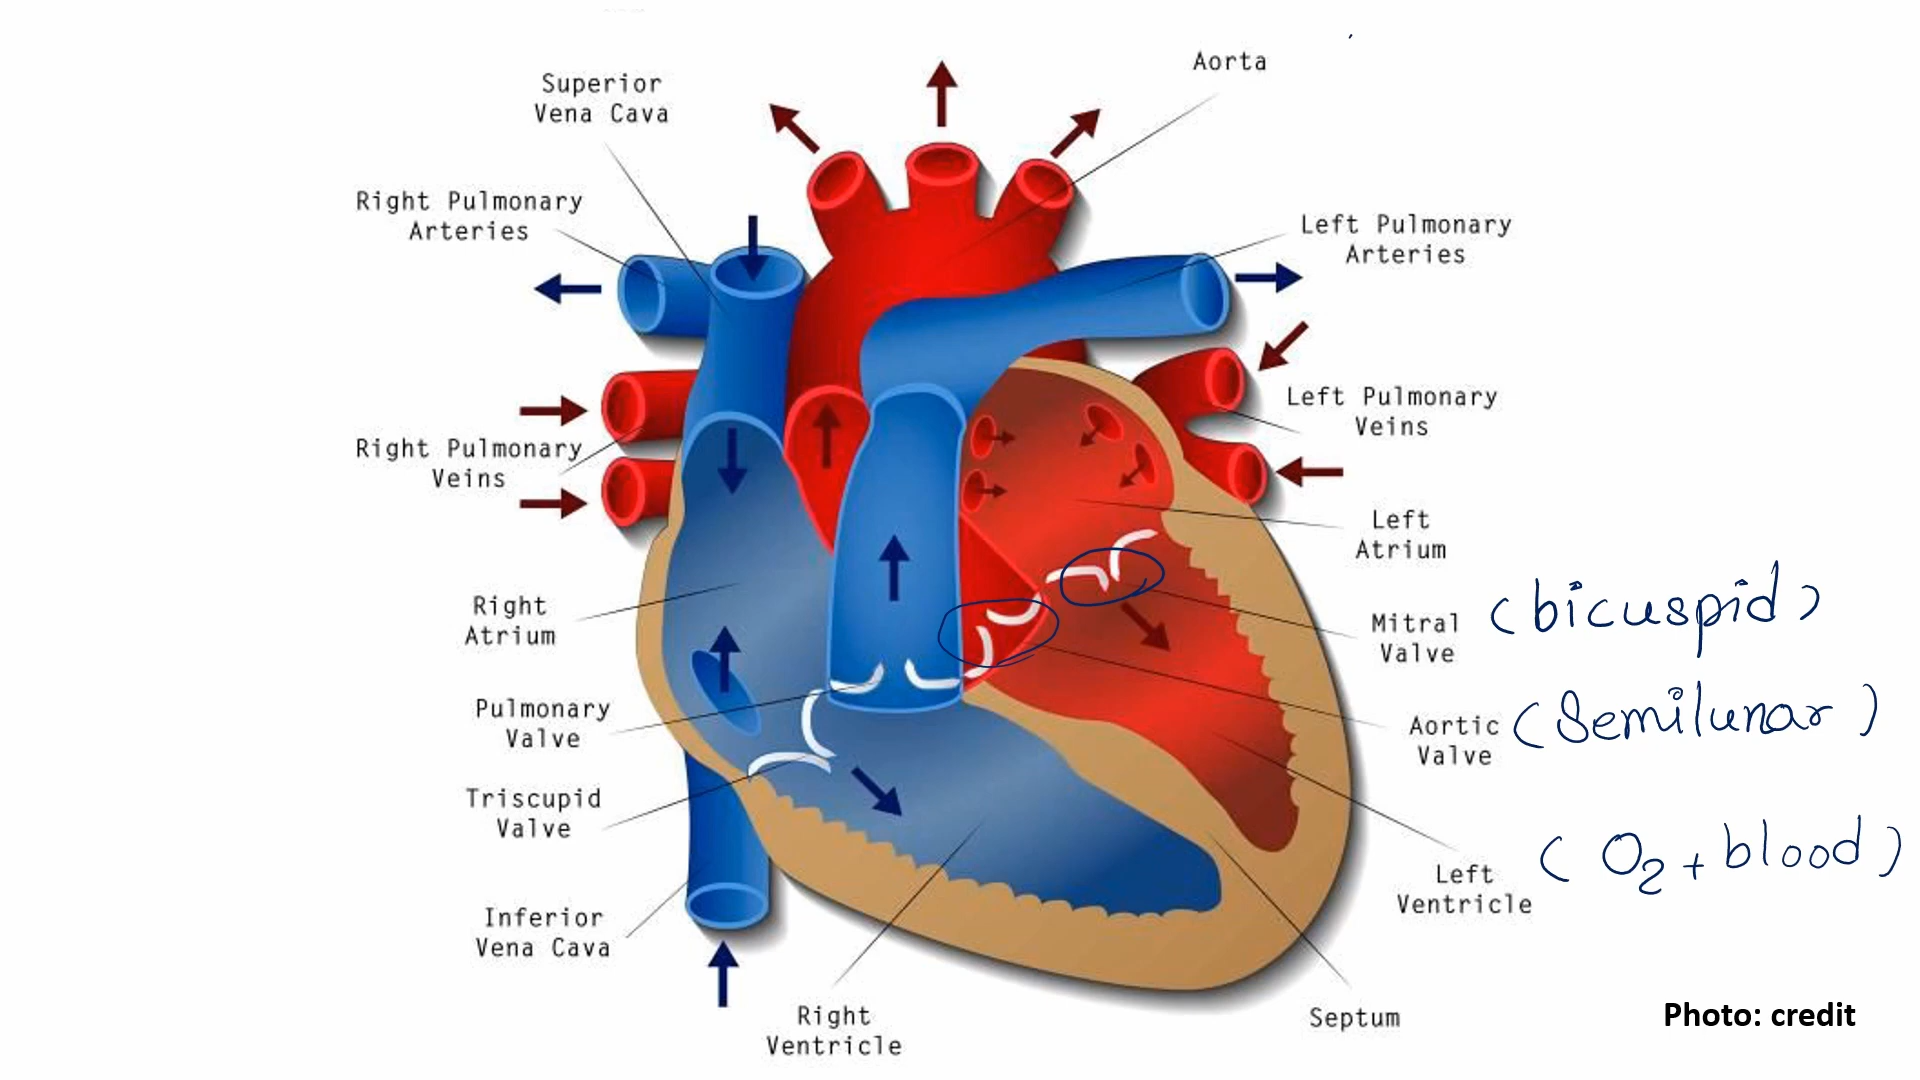 Aorta
Superior
Vena Cava
Right Pulmonary
Arteries
Left Pulmonary
Arteries
Left Pulmonary
Veins
Right Pulmonary
Veins
Left
Atrium
Right
Atrium
Mitral
Valve
(bicuspid)
Pulmonary
Valve
Aortic
Valve
(Semilunar)
Triscupid
Valve
Left
Ventricle
(O2 + blood)
Inferior
Vena Cava
Right
Ventricle
Septum
Photo: credit